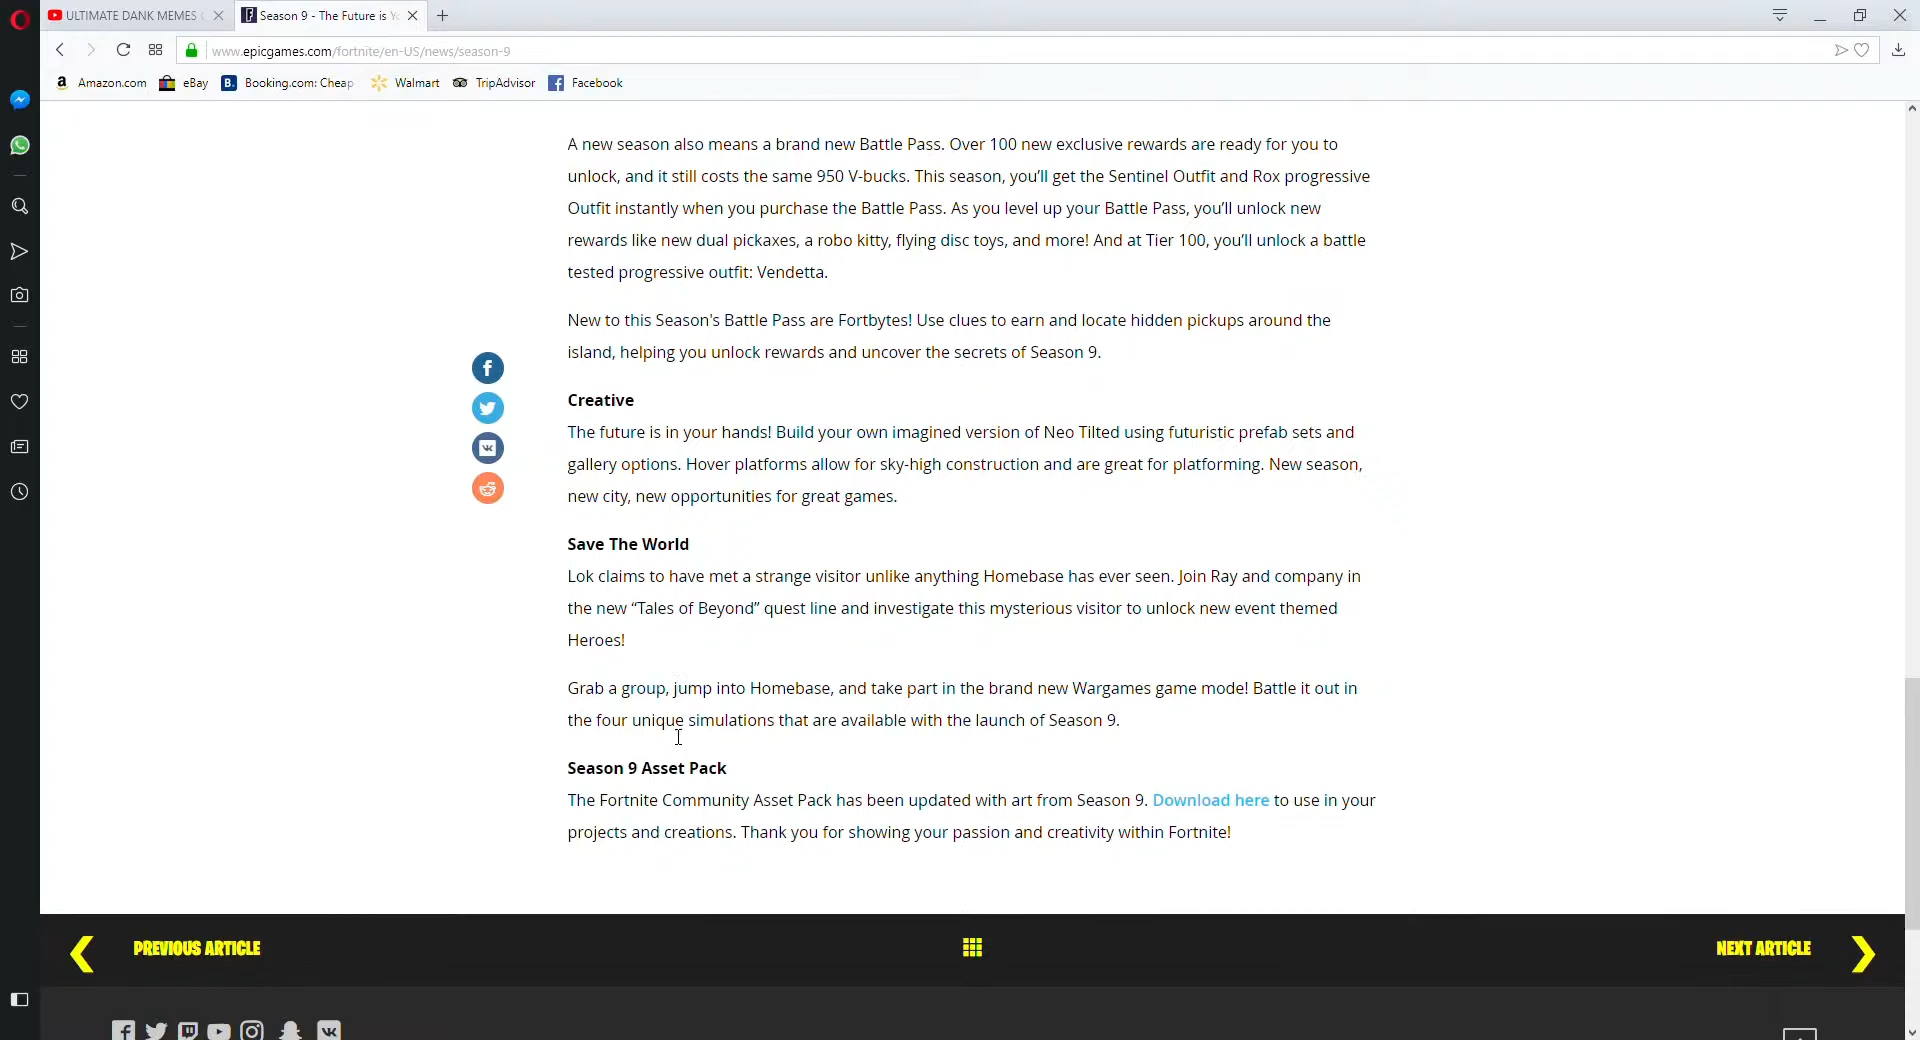 ULTIMATE DANK MEMES
Season 9 - The Future is Yo
www.epicgames.com/fortnite/en-US/news/season-9
Amazon.com eBay Booking.com: Cheap Walmart TripAdvisor Facebook
A new season also means a brand new Battle Pass. Over 100 new exclusive rewards are ready for you to
unlock, and it still costs the same 950 V-bucks. This season, you’ll get the Sentinel Outfit and Rox progressive
Outfit instantly when you purchase the Battle Pass. As you level up your Battle Pass, you’ll unlock new
rewards like new dual pickaxes, a robo kitty, flying disc toys, and more! And at Tier 100, you’ll unlock a battle
tested progressive outfit: Vendetta.
New to this Season's Battle Pass are Fortbytes! Use clues to earn and locate hidden pickups around the
island, helping you unlock rewards and uncover the secrets of Season 9.
Creative
The future is in your hands! Build your own imagined version of Neo Tilted using futuristic prefab sets and
gallery options. Hover platforms allow for sky-high construction and are great for platforming. New season,
new city, new opportunities for great games.
Save The World
Lok claims to have met a strange visitor unlike anything Homebase has ever seen. Join Ray and company in
the new “Tales of Beyond” quest line and investigate this mysterious visitor to unlock new event themed
Heroes!
Grab a group, jump into Homebase, and take part in the brand new Wargames game mode! Battle it out in
the four unique simulations that are available with the launch of Season 9.
Season 9 Asset Pack
The Fortnite Community Asset Pack has been updated with art from Season 9. Download here to use in your
projects and creations. Thank you for showing your passion and creativity within Fortnite!
PREVIOUS ARTICLE
NEXT ARTICLE